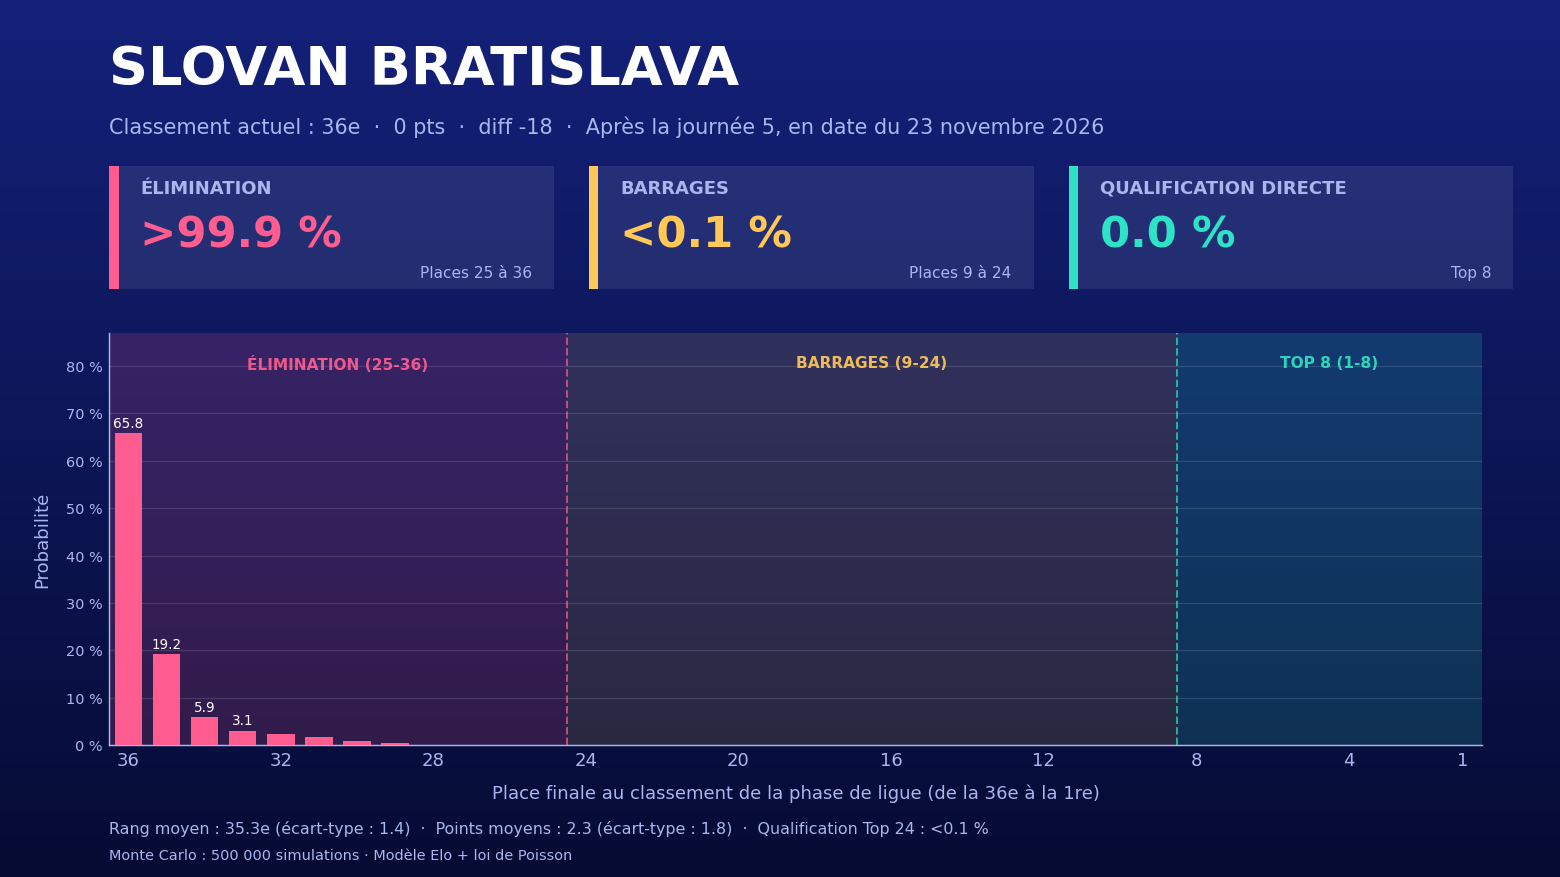 SLOVAN BRATISLAVA
Classement actuel : 36e · 0 pts · diff -18 · Après la journée 5, en date du 23 novembre 2026
ÉLIMINATION
>99.9 %
Places 25 à 36
BARRAGES
<0.1 %
Places 9 à 24
QUALIFICATION DIRECTE
0.0 %
Top 8
ÉLIMINATION (25-36)
BARRAGES (9-24)
TOP 8 (1-8)
Probabilité
80 %
70 %
60 %
50 %
40 %
30 %
20 %
10 %
0 %
65.8
19.2
5.9
3.1
36
32
28
24
20
16
12
8
4
1
Place finale au classement de la phase de ligue (de la 36e à la 1re)
Rang moyen : 35.3e (écart-type : 1.4) · Points moyens : 2.3 (écart-type : 1.8) · Qualification Top 24 : <0.1 %
Monte Carlo : 500 000 simulations · Modèle Elo + loi de Poisson